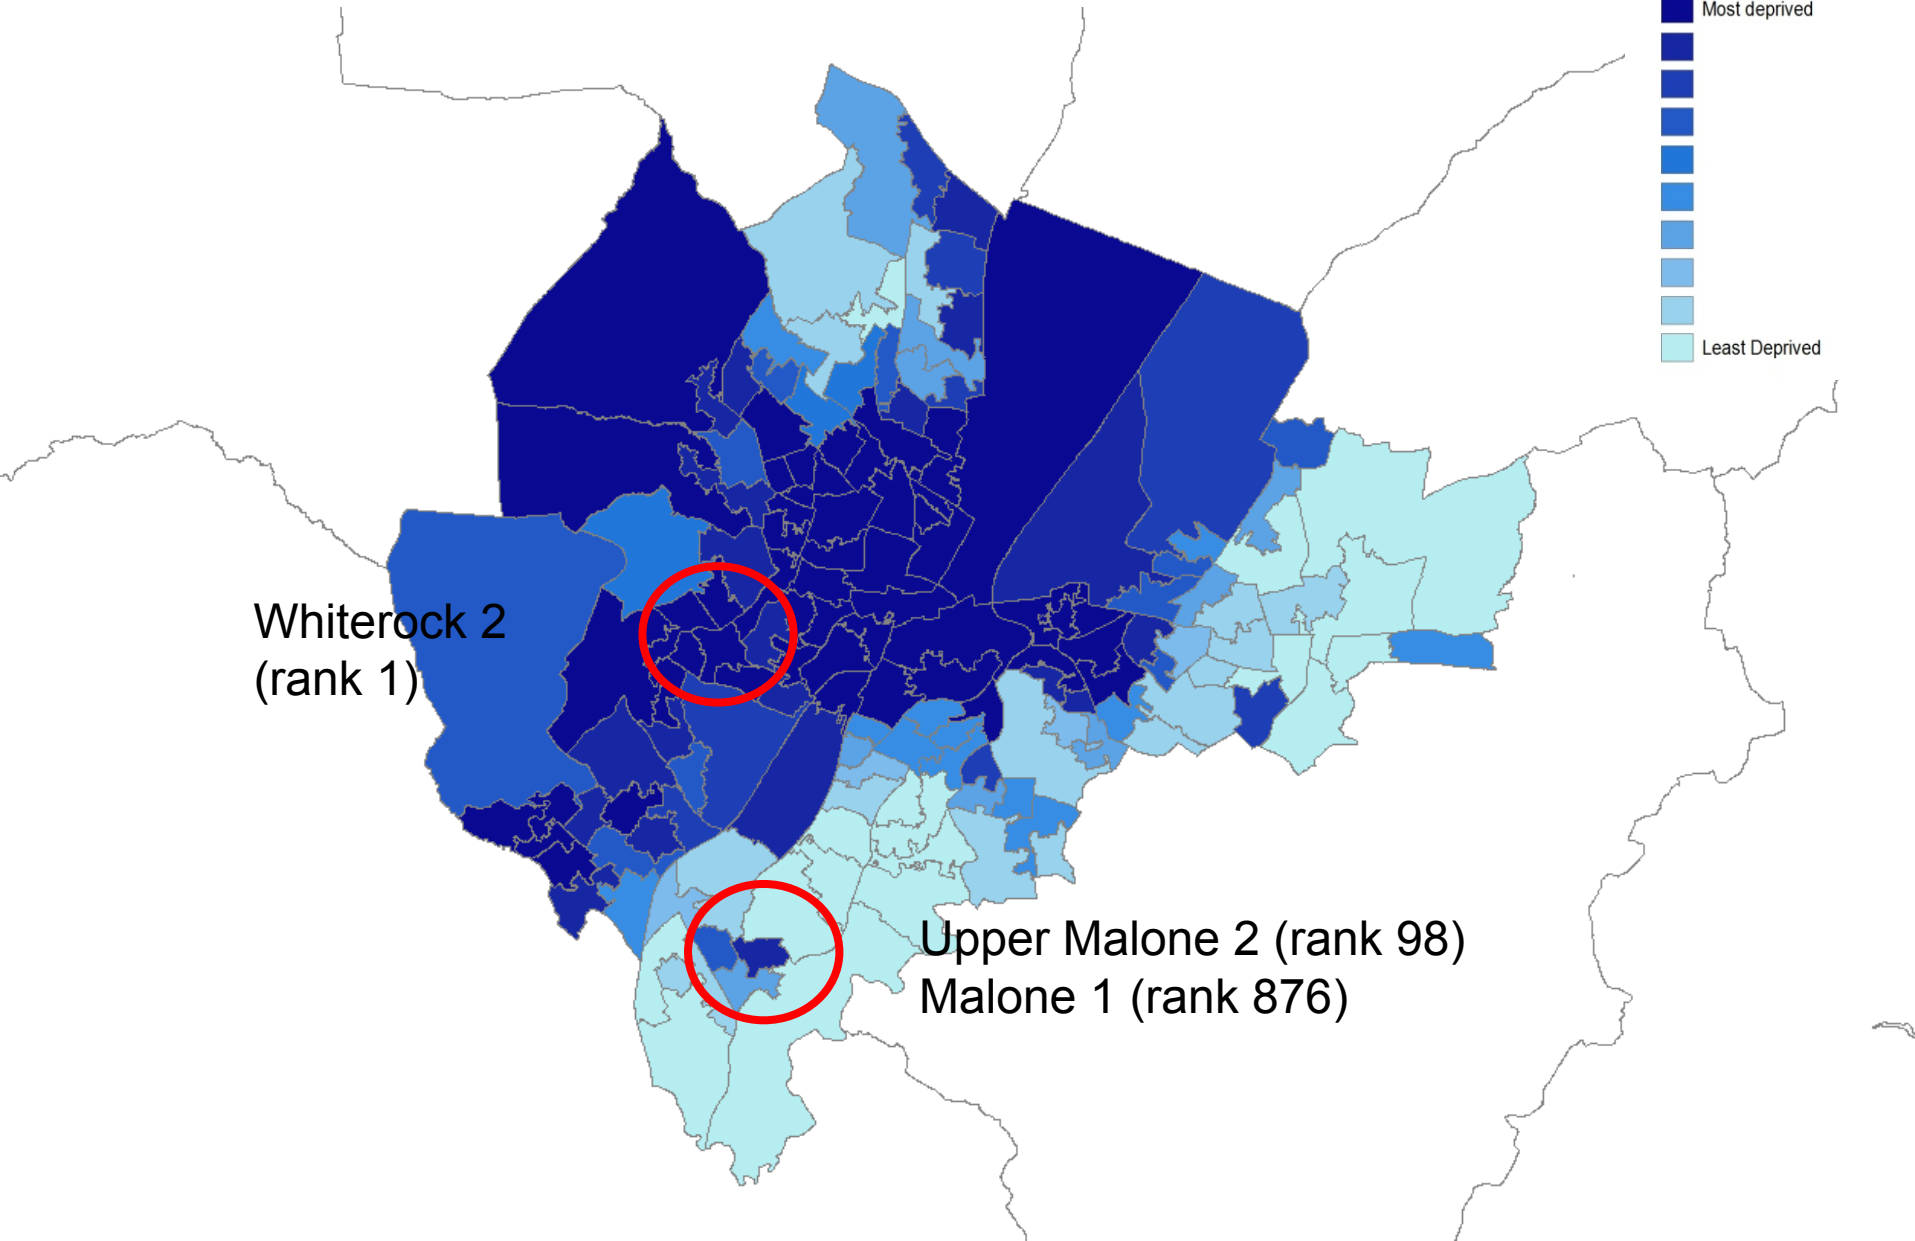 Most deprived
Least Deprived
Whiterock 2
(rank 1)
Upper Malone 2 (rank 98)
Malone 1 (rank 876)